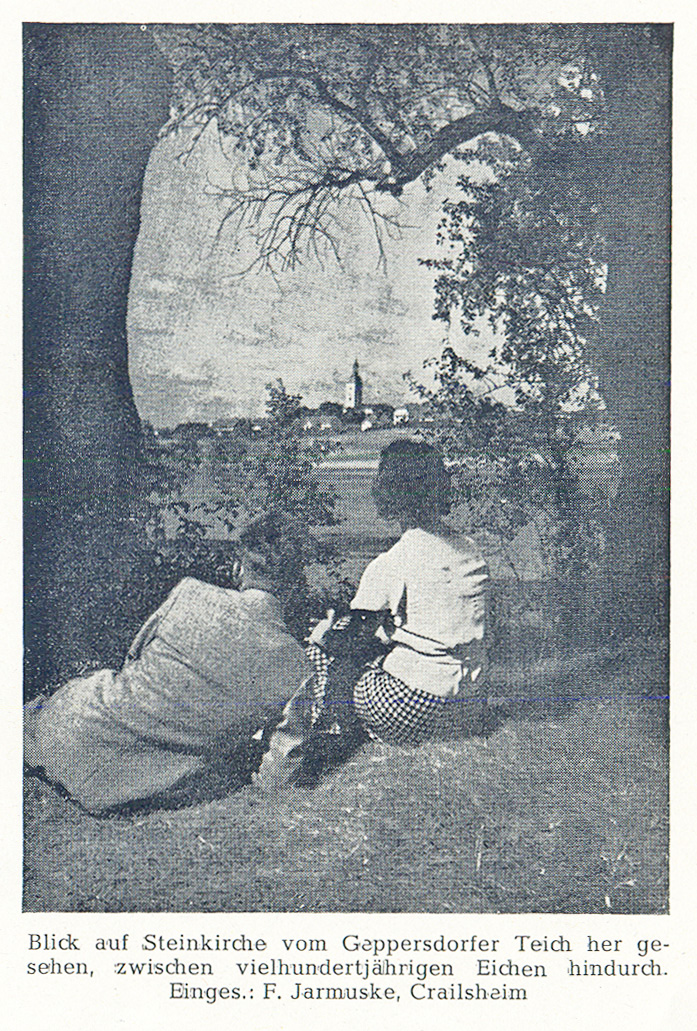 Blick auf Steinkirche vom Geppersdorfer Teich her ge-
sehen, zwischen vielhundertjährigen Eichen hindurch.
Einges.: F. Jarmuske, Crailsheim